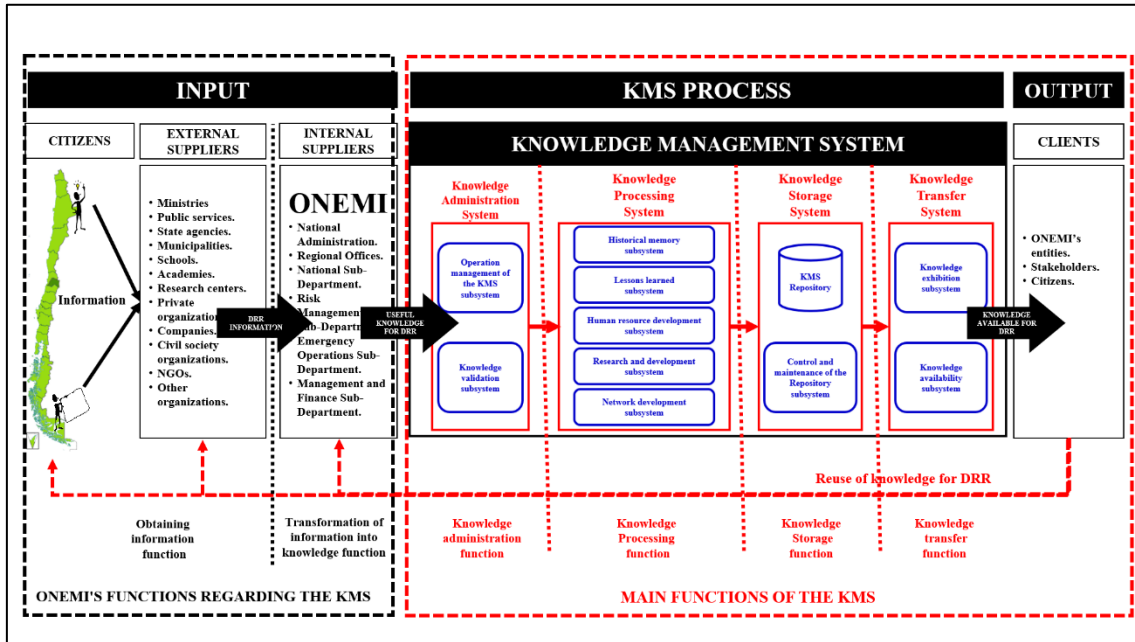 INPUT
KMS PROCESS
OUTPUT
CITIZENS
EXTERNAL
SUPPLIERS
INTERNAL
SUPPLIERS
KNOWLEDGE MANAGEMENT SYSTEM
CLIENTS
Information
• Ministries
• Public services.
• State agencies.
• Municipalities.
• Schools.
• Academies.
• Research centers.
• Private
organization
• Companies.
• Civil society
organizations.
• NGOs.
• Other
organizations.
DRR
INFORMATION
ONEMI
• National
Administration.
• Regional Offices.
• National Sub-
Department.
• Risk
Management
Sub-Departm
• Emergency
Operations Sub-
Department.
• Management and
Finance Sub-
Department.
USEFUL
KNOWLEDGE
FOR DRR
Knowledge
Administration System
Operation
management of
the KMS
subsystem
Knowledge
validation
subsystem
Knowledge
Processing
System
Historical memory
subsystem
Lessons learned
subsystem
Human resource development
subsystem
Research and development
subsystem
Network development
subsystem
Knowledge
Storage
System
KMS
Repository
Control and
maintenance of the
Repository
subsystem
Knowledge
Transfer
System
Knowledge
exhibition
subsystem
Knowledge
availability
subsystem
KNOWLEDGE
AVAILABLE FOR
DRR
• ONEMI's
entities.
• Stakeholders.
• Citizens.
Reuse of knowledge for DRR
Obtaining
information
function
Transformation of
information into
knowledge function
Knowledge
administration
function
Knowledge
Processing
function
Knowledge
Storage
function
Knowledge
transfer
function
ONEMI'S FUNCTIONS REGARDING THE KMS
MAIN FUNCTIONS OF THE KMS